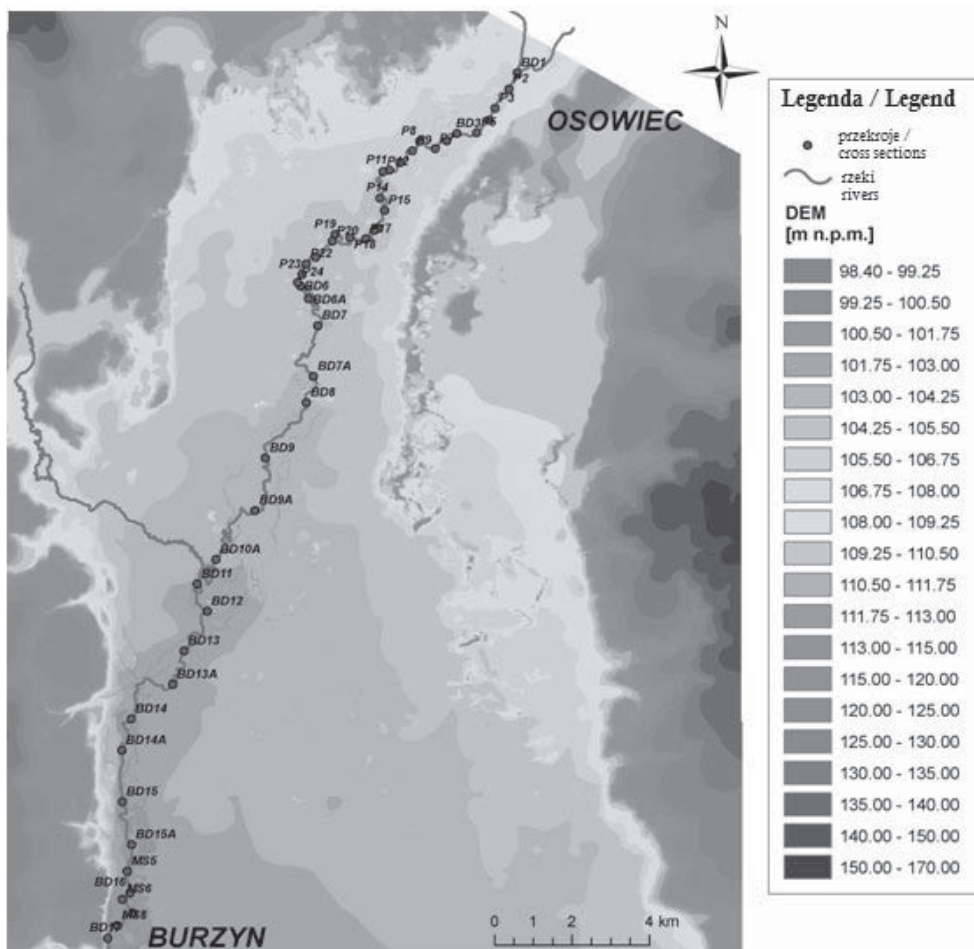 N
BD1
P2
P3
OSOWIEC
P8
P11
P14
P15
P19
P20
P18
P22
P23
P24
BD6
BD6A
BD7
BD7A
BD8
BD9
BD9A
BD10A
BD11
BD12
BD13
BD13A
BD14
BD14A
BD15
BD15A
MS5
BD16
MS6
MS8
BURZYN
0 1 2 4 km
Legenda / Legend
przekroje /
cross sections
rzeki
rivers
DEM
[m n.p.m.]
98.40 - 99.25
99.25 - 100.50
100.50 - 101.75
101.75 - 103.00
103.00 - 104.25
104.25 - 105.50
105.50 - 106.75
106.75 - 108.00
108.00 - 109.25
109.25 - 110.50
110.50 - 111.75
111.75 - 113.00
113.00 - 115.00
115.00 - 120.00
120.00 - 125.00
125.00 - 130.00
130.00 - 135.00
135.00 - 140.00
140.00 - 150.00
150.00 - 170.00